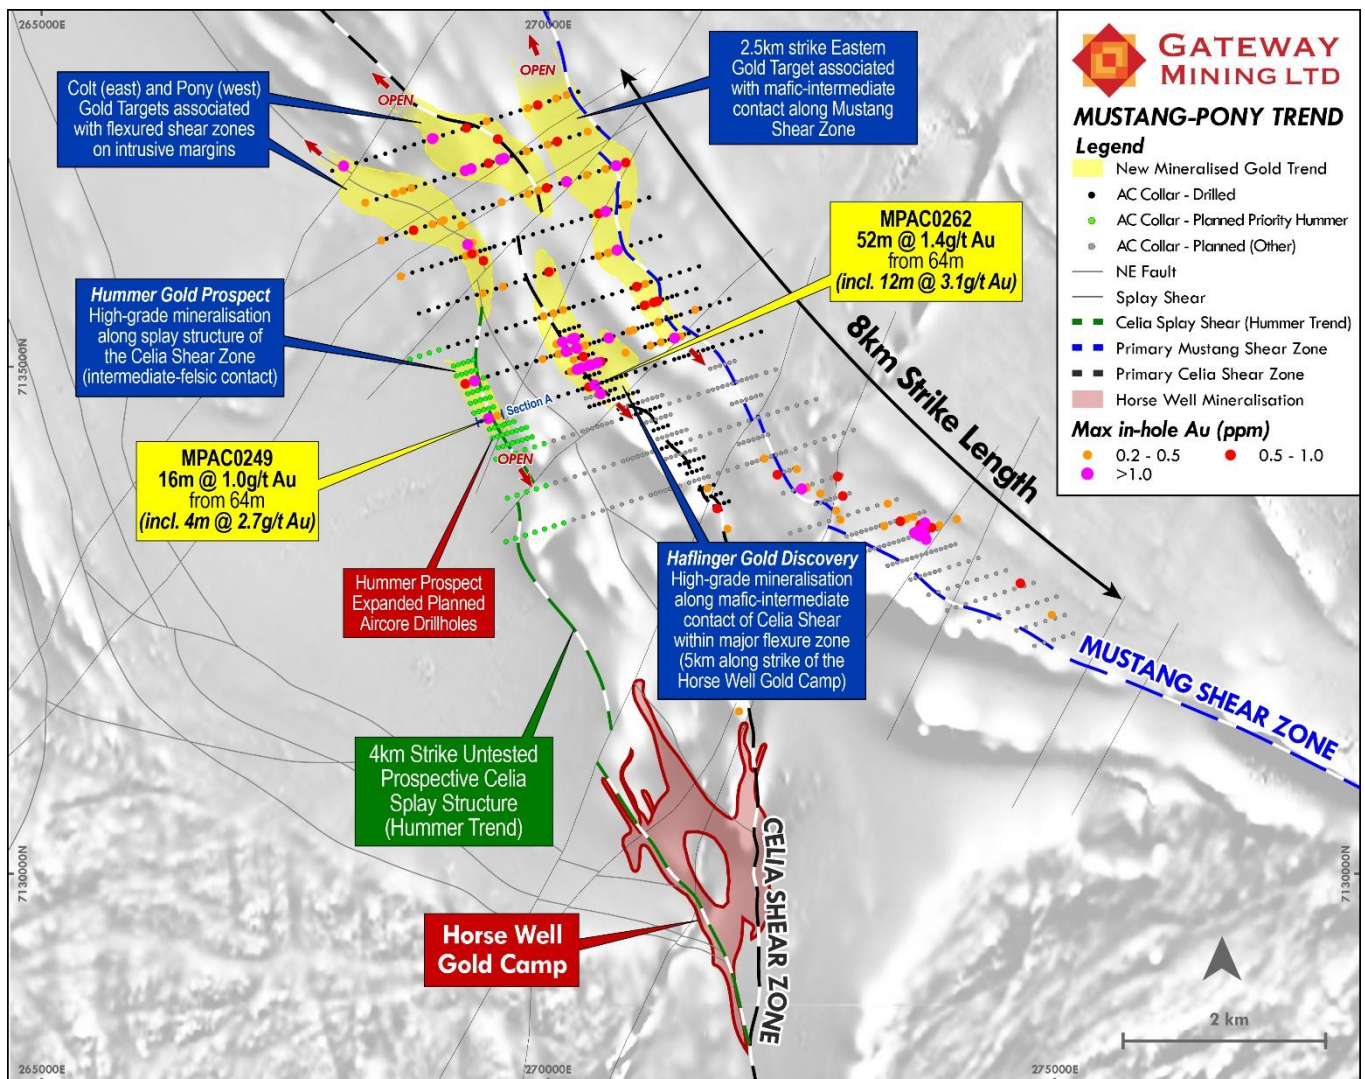 265000E
270000E
GATEWAY
MINING LTD
MUSTANG-PONY TREND
Legend
New Mineralised Gold Trend
AC Collar - Drilled
AC Collar - Planned Priority Hummer
AC Collar - Planned (Other)
NE Fault
Splay Shear
Celia Splay Shear (Hummer Trend)
Primary Mustang Shear Zone
Primary Celia Shear Zone
Horse Well Mineralisation
Max in-hole Au (ppm)
0.2 - 0.5
0.5 - 1.0
>1.0
OPEN
OPEN
2.5km strike Eastern
Gold Target associated
with mafic-intermediate
contact along Mustang
Shear Zone
Colt (east) and Pony (west)
Gold Targets associated
with flexured shear zones
on intrusive margins
MPAC0262
52m @ 1.4g/t Au
from 64m
(incl. 12m @ 3.1g/t Au)
Hummer Gold Prospect
High-grade mineralisation
along splay structure of
the Celia Shear Zone
(intermediate-felsic contact)
8km Strike Length
7135000N
Section A
MPAC0249
16m @ 1.0g/t Au
from 64m
(incl. 4m @ 2.7g/t Au)
OPEN
Hummer Prospect
Expanded Planned
Aircore Drillholes
Haflinger Gold Discovery
High-grade mineralisation
along mafic-intermediate
contact of Celia Shear
within major flexure zone
(5km along strike of the
Horse Well Gold Camp)
MUSTANG SHEAR ZONE
4km Strike Untested
Prospective Celia
Splay Structure
(Hummer Trend)
CELIA SHEAR ZONE
7130000N
7130000N
Horse Well
Gold Camp
2 km
265000E
270000E
275000E